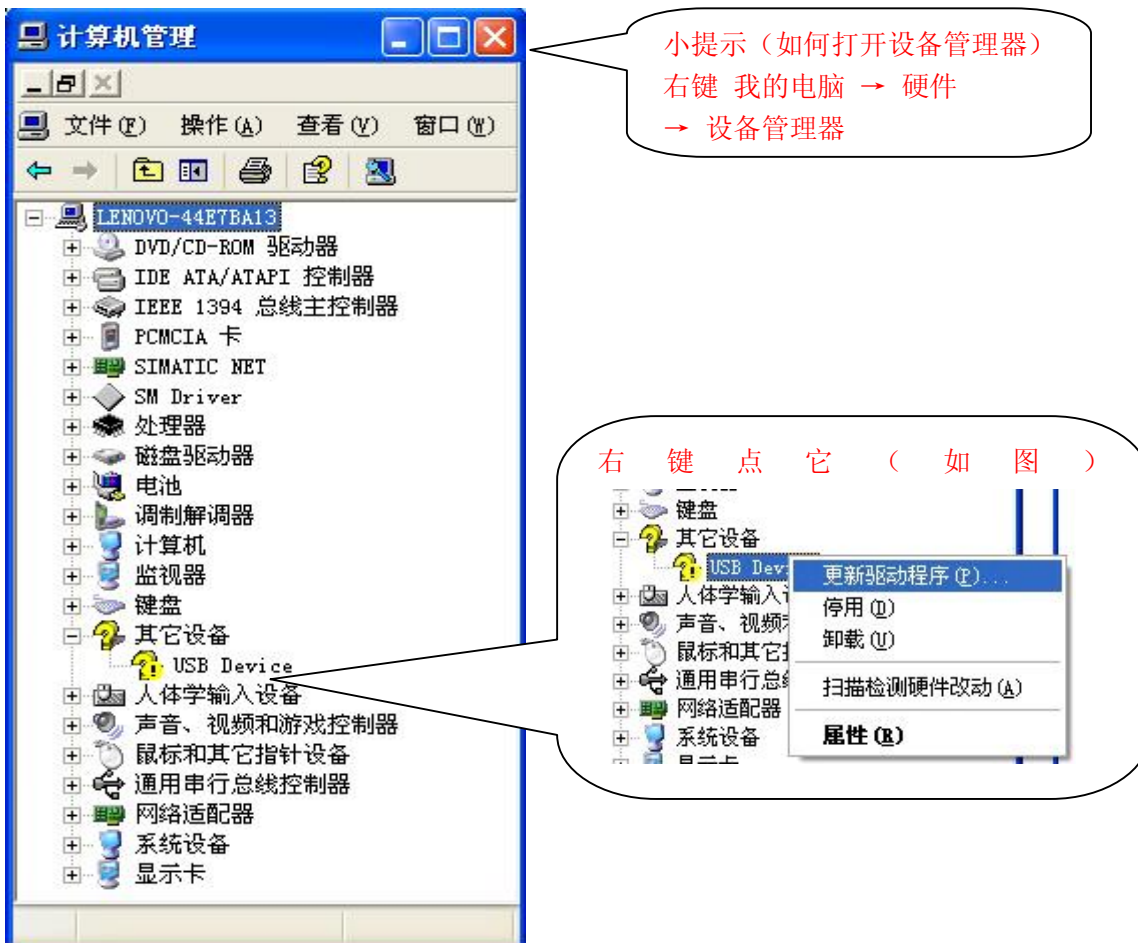 计算机管理
文件(F) 操作(A) 查看(V) 窗口(W)
LENOVO-44E7BA13
DVD/CD-ROM 驱动器
IDE ATA/ATAPI 控制器
IEEE 1394 总线主控制器
PCMCIA 卡
SIMATIC NET
SM Driver
处理器
磁盘驱动器
电池
调制解调器
计算机
监视器
键盘
其它设备
USB Device
人体学输入设备
声音、视频和游戏控制器
鼠标和其它指针设备
通用串行总线控制器
网络适配器
系统设备
显示卡
小提示（如何打开设备管理器）
右键 我的电脑 → 硬件
→ 设备管理器
右键点它（如图）
键盘
其它设备
USB Dev
人体学输入
声音、视频
鼠标和其它
通用串行总
网络适配器
系统设备
显示卡
更新驱动程序(P)...
停用(D)
卸载(U)
扫描检测硬件改动(A)
属性(R)